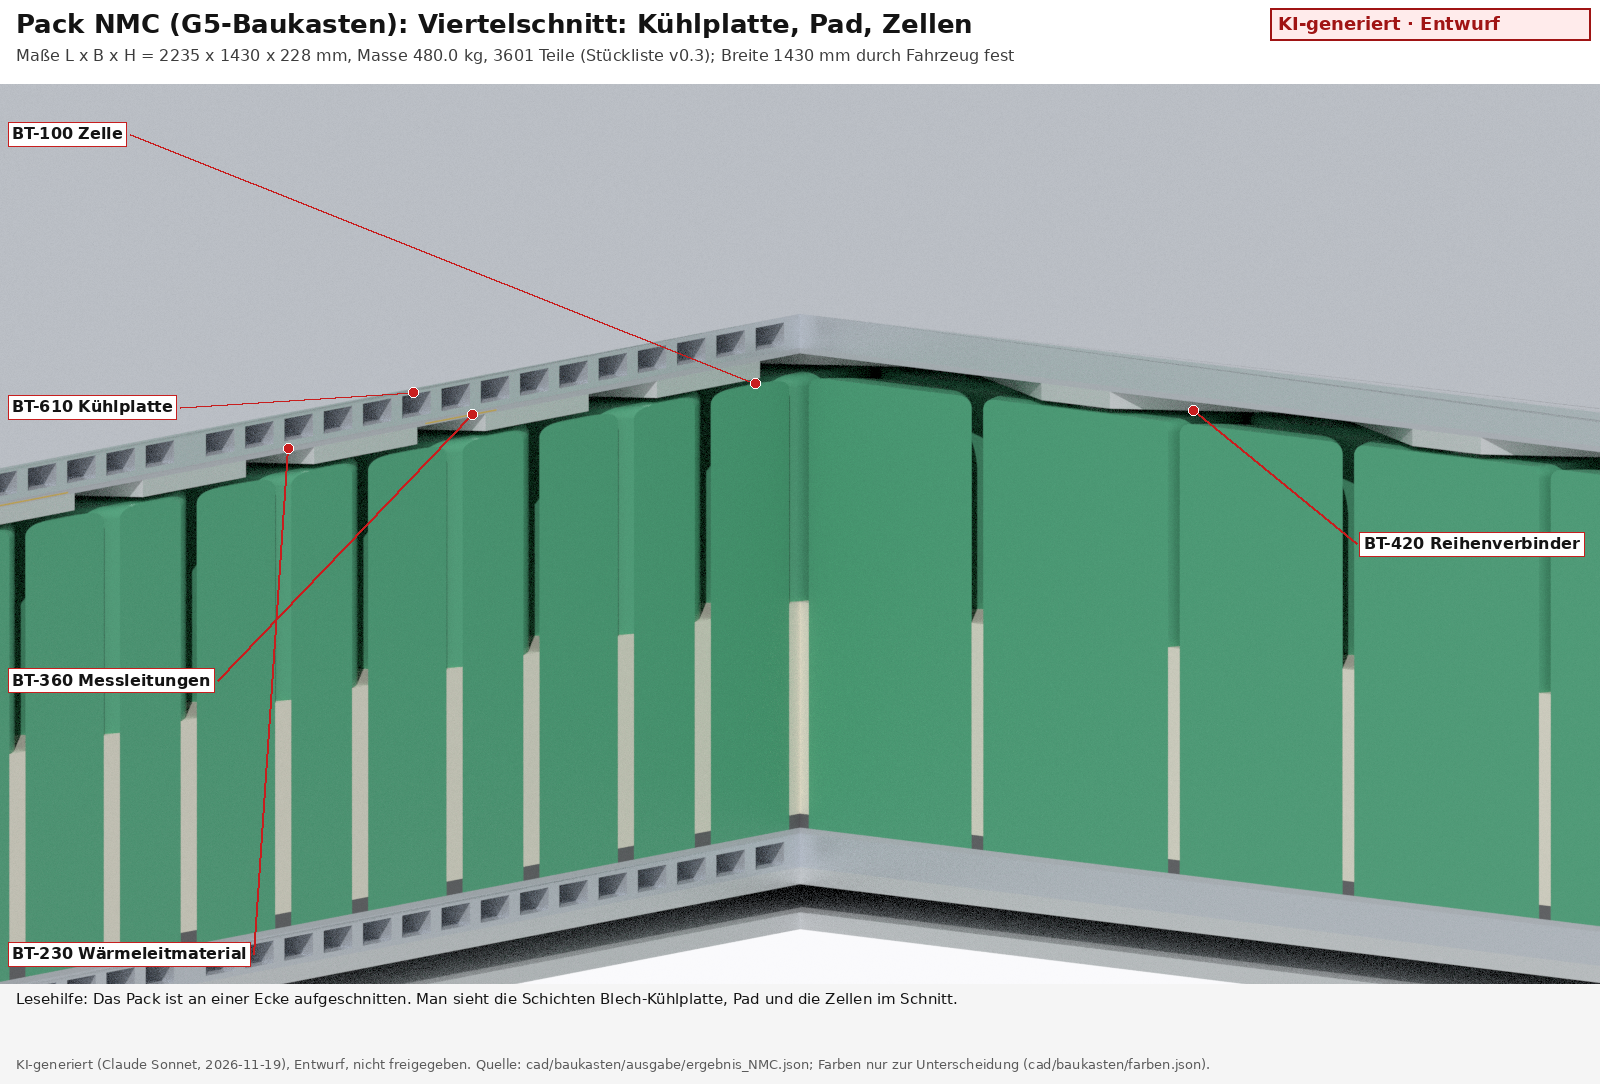 Pack NMC (G5-Baukasten): Viertelschnitt: Kühlplatte, Pad, Zellen
KI-generiert · Entwurf
Maße L x B x H = 2235 x 1430 x 228 mm, Masse 480.0 kg, 3601 Teile (Stückliste v0.3); Breite 1430 mm durch Fahrzeug fest
BT-100 Zelle
BT-610 Kühlplatte
BT-420 Reihenverbinder
BT-360 Messleitungen
BT-230 Wärmeleitmaterial
Lesehilfe: Das Pack ist an einer Ecke aufgeschnitten. Man sieht die Schichten Blech-Kühlplatte, Pad und die Zellen im Schnitt.
KI-generiert (Claude Sonnet, 2026-11-19), Entwurf, nicht freigegeben. Quelle: cad/baukasten/ausgabe/ergebnis_NMC.json; Farben nur zur Unterscheidung (cad/baukasten/farben.json).